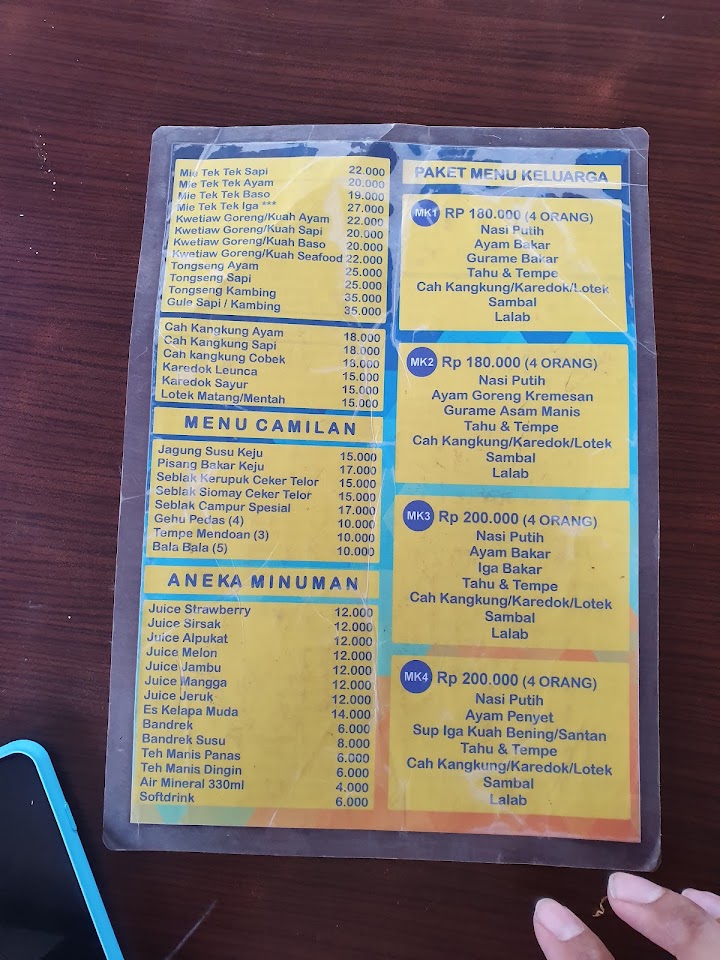 Mie Tek Tek Sapi 22.000
Mie Tek Tek Ayam 20.000
Mie Tek Tek Baso 19.000
Mie Tek Tek Iga *** 27.000
Kwetiaw Goreng/Kuah Ayam 22.000
Kwetiaw Goreng/Kuah Sapi 20.000
Kwetiaw Goreng/Kuah Baso 20.000
Kwetiaw Goreng/Kuah Seafood 22.000
Tongseng Ayam 25.000
Tongseng Sapi 25.000
Tongseng Kambing 35.000
Gule Sapi / Kambing 35.000
Cah Kangkung Ayam 18.000
Cah Kangkung Sapi 18.000
Cah kangkung Cobek 18.000
Karedok Leunca 15.000
Karedok Sayur 15.000
Lotek Matang/Mentah 15.000
MENU CAMILAN
Jagung Susu Keju 15.000
Pisang Bakar Keju 17.000
Seblak Kerupuk Ceker Telor 15.000
Seblak Siomay Ceker Telor 15.000
Seblak Campur Spesial 17.000
Gehu Pedas (4) 10.000
Tempe Mendoan (3) 10.000
Bala Bala (5) 10.000
ANEKA MINUMAN
Juice Strawberry 12.000
Juice Sirsak 12.000
Juice Alpukat 12.000
Juice Melon 12.000
Juice Jambu 12.000
Juice Mangga 12.000
Juice Jeruk 12.000
Es Kelapa Muda 14.000
Bandrek 6.000
Bandrek Susu 8.000
Teh Manis Panas 6.000
Teh Manis Dingin 6.000
Air Mineral 330ml 4.000
Softdrink 6.000
PAKET MENU KELUARGA
MK1 RP 180.000 (4 ORANG)
Nasi Putih
Ayam Bakar
Gurame Bakar
Tahu & Tempe
Cah Kangkung/Karedok/Lotek
Sambal
Lalab
MK2 Rp 180.000 (4 ORANG)
Nasi Putih
Ayam Goreng Kremesan
Gurame Asam Manis
Tahu & Tempe
Cah Kangkung/Karedok/Lotek
Sambal
Lalab
MK3 Rp 200.000 (4 ORANG)
Nasi Putih
Ayam Bakar
Iga Bakar
Tahu & Tempe
Cah Kangkung/Karedok/Lotek
Sambal
Lalab
MK4 Rp 200.000 (4 ORANG)
Nasi Putih
Ayam Penyet
Sup Iga Kuah Bening/Santan
Tahu & Tempe
Cah Kangkung/Karedok/Lotek
Sambal
Lalab